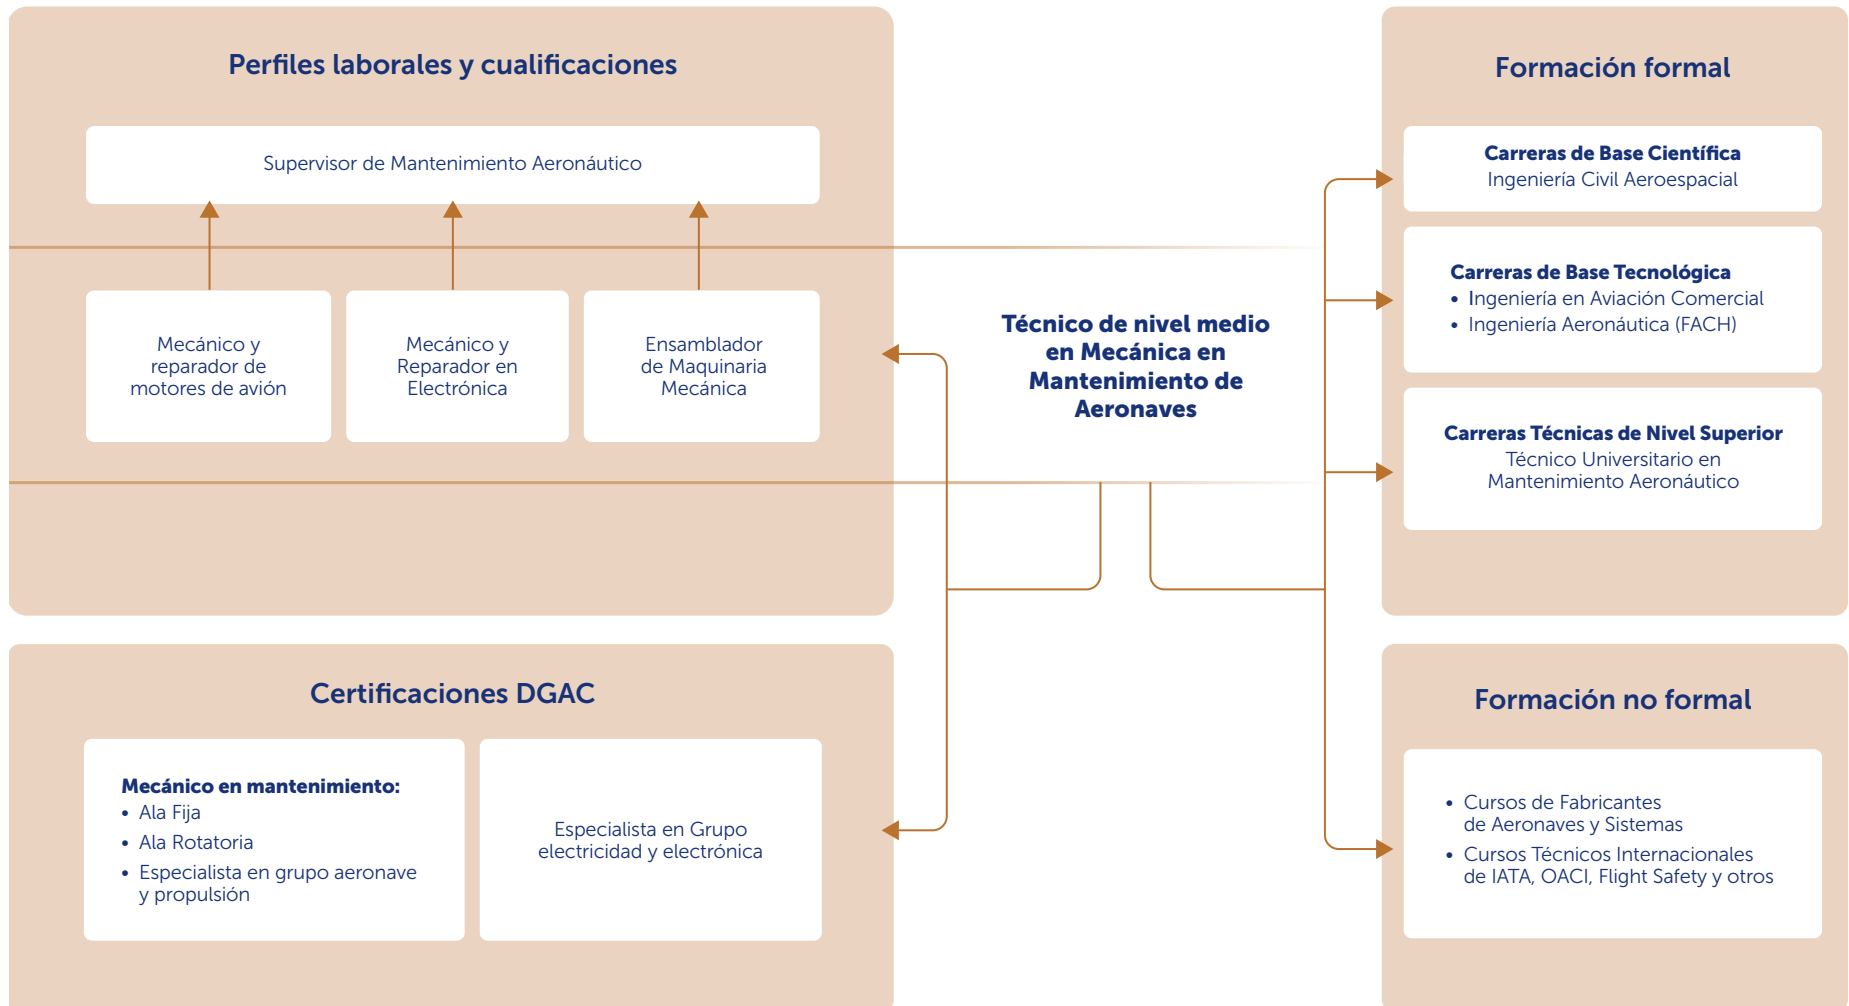 Perfiles laborales y cualificaciones
Supervisor de Mantenimiento Aeronáutico
Mecánico y
reparador de
motores de avión
Mecánico y
Reparador en
Electrónica
Ensamblador
de Maquinaria
Mecánica
Técnico de nivel medio
en Mecánica en
Mantenimiento de
Aeronaves
Formación formal
Carreras de Base Científica
Ingeniería Civil Aeroespacial
Carreras de Base Tecnológica
• Ingeniería en Aviación Comercial
• Ingeniería Aeronáutica (FACH)
Carreras Técnicas de Nivel Superior
Técnico Universitario en
Mantenimiento Aeronáutico
Certificaciones DGAC
Mecánico en mantenimiento:
• Ala Fija
• Ala Rotatoria
• Especialista en grupo aeronave
y propulsión
Especialista en Grupo
electricidad y electrónica
Formación no formal
• Cursos de Fabricantes
de Aeronaves y Sistemas
• Cursos Técnicos Internacionales
de IATA, OACI, Flight Safety y otros